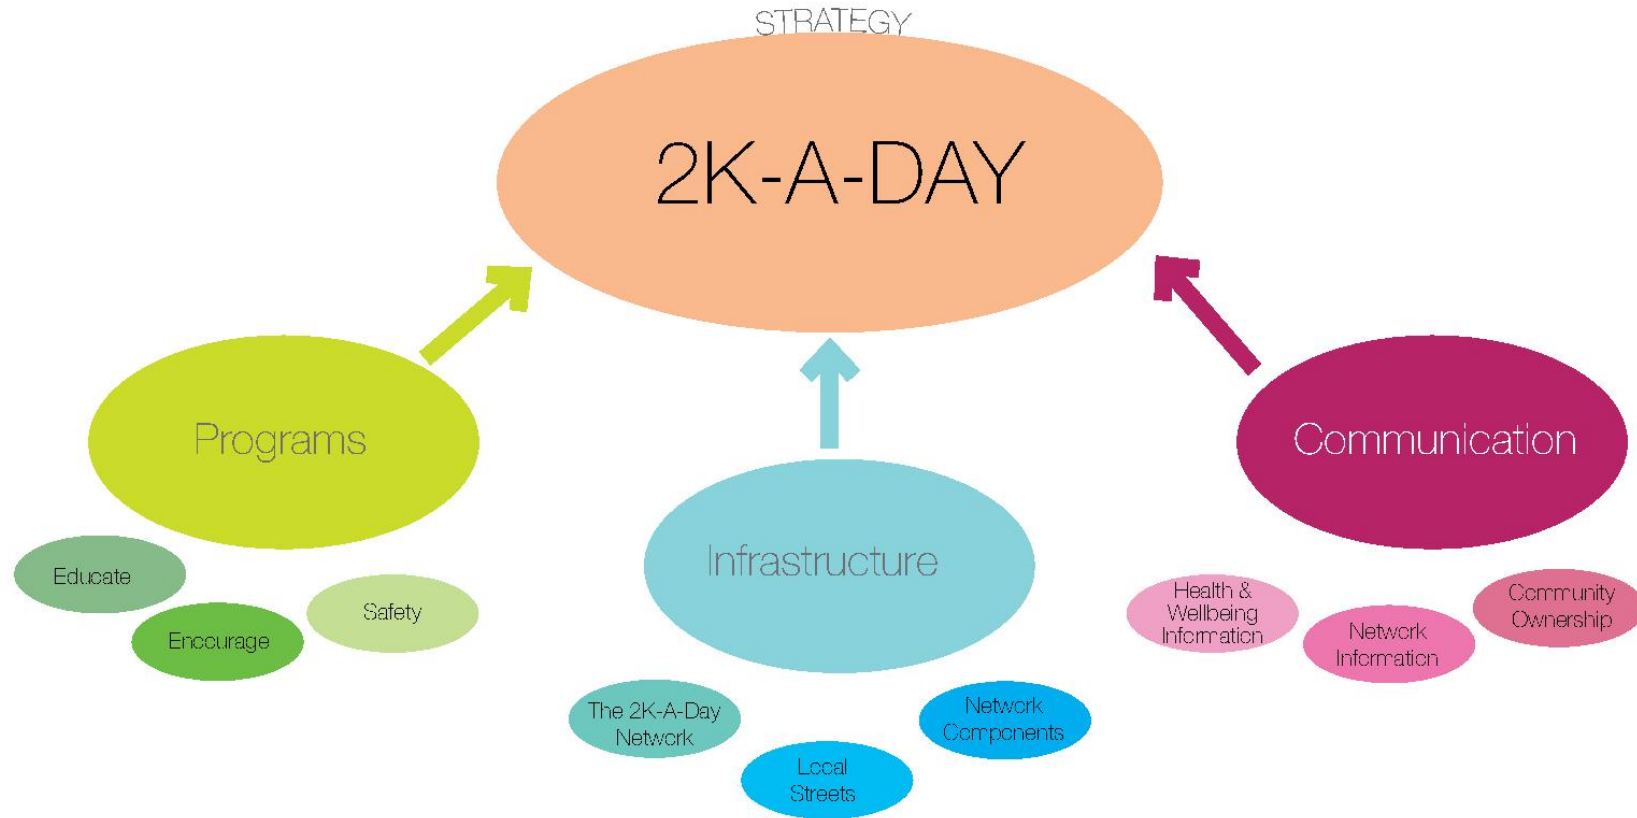 STRATEGY
2K-A-DAY
Programs
Educate
Encourage
Safety
Infrastructure
The 2K-A-Day
Network
Local
Streets
Network
Components
Communication
Health &
Wellbeing
Information
Network
Information
Community
Ownership